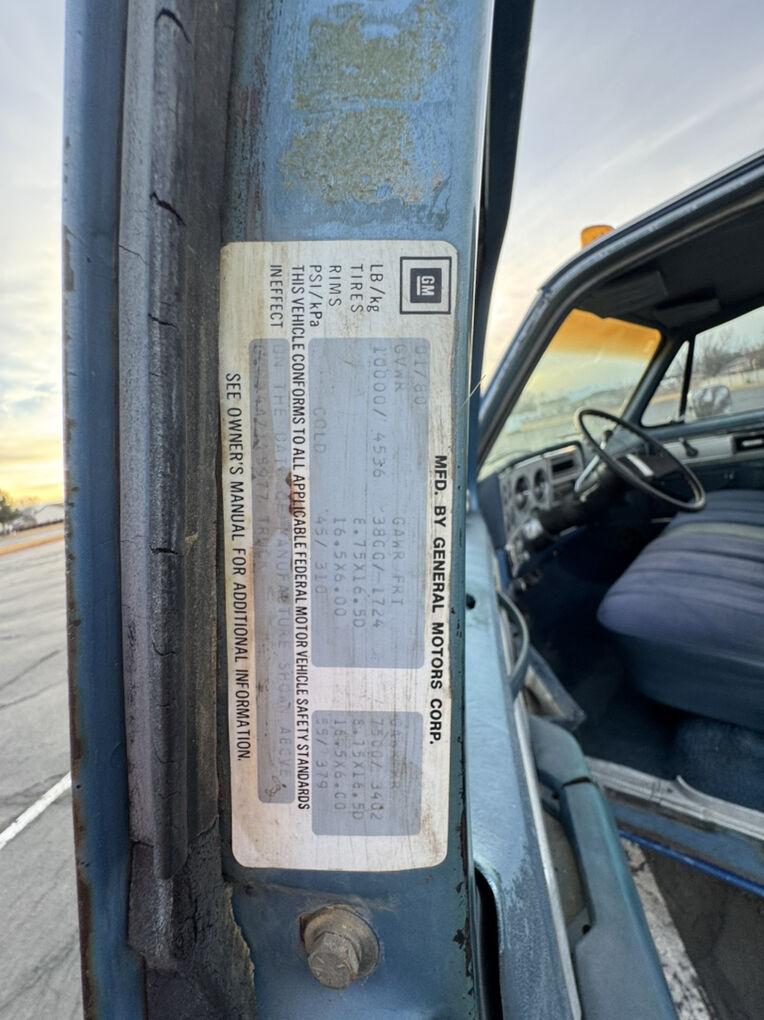 GM
MFD. BY GENERAL MOTORS CORP.
01/80
GVWR GAWR FRT GAWR RR
LB/kg 10000/ 4536 3800/ 1724 7500/ 3402
TIRES 8.75X16.5D 8.75X16.5D
RIMS 16.5X6.00 16.5X6.00
PSI/kPa COLD 45/ 310 55/ 379
THIS VEHICLE CONFORMS TO ALL APPLICABLE FEDERAL MOTOR VEHICLE SAFETY STANDARDS
IN EFFECT ON THE DATE OF MANUFACTURE SHOWN ABOVE
SEE OWNER'S MANUAL FOR ADDITIONAL INFORMATION.